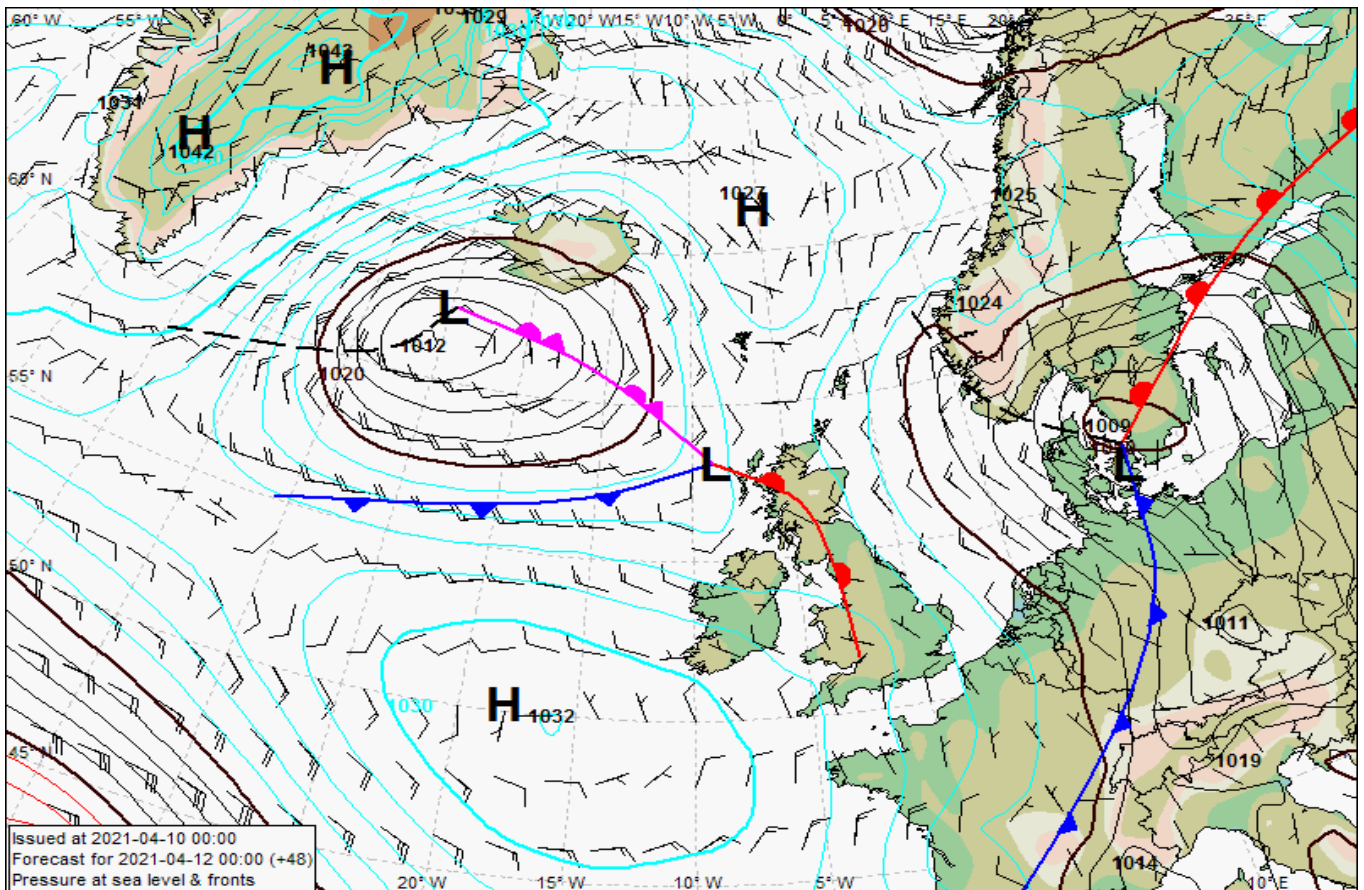 60° W
55° W
1029
20° W
15° W
10° W
5° W
0°
5° E
1020
10° E
15° E
20°
25° E
1043
H
1031
H
1042
60° N
1027
H
1025
1024
L
1012
1020
55° N
1009
L
L
50° N
1011
1030
H
1032
45° N
1019
1014
Issued at 2021-04-10 00:00
Forecast for 2021-04-12 00:00 (+48)
Pressure at sea level & fronts
20° W
15° W
10° W
5° W
10° E